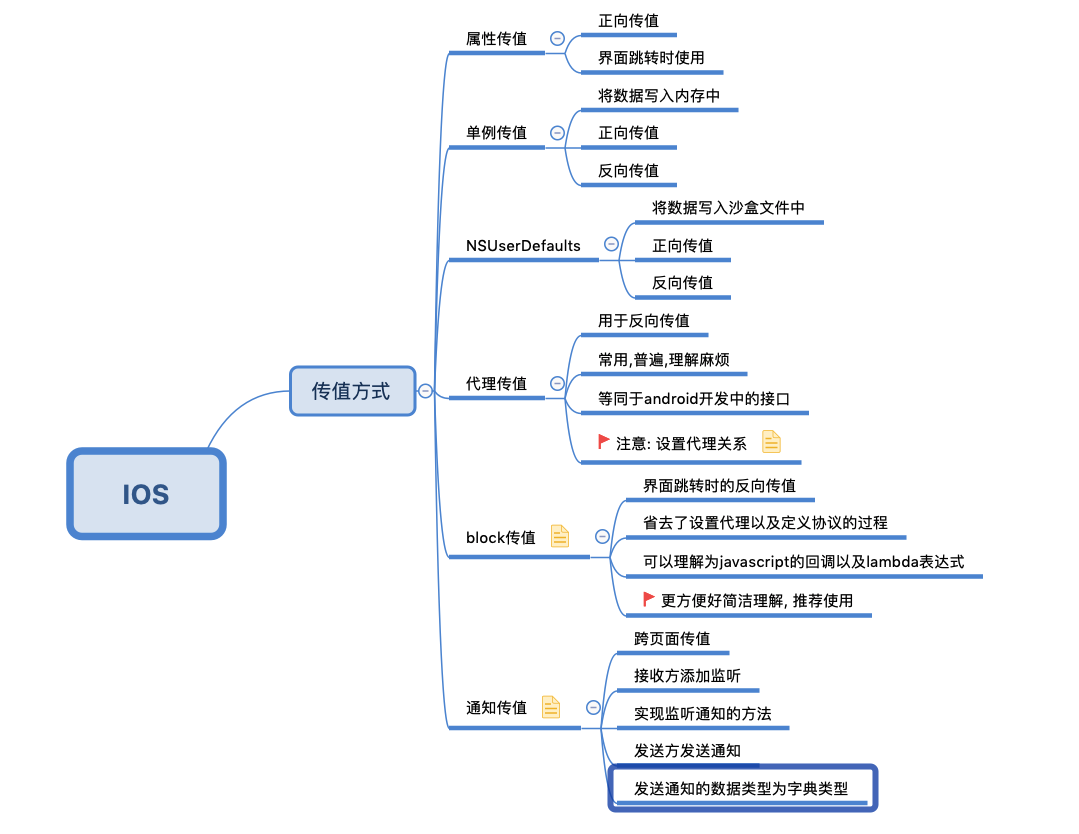 IOS
传值方式
属性传值
正向传值
界面跳转时使用
单例传值
将数据写入内存中
正向传值
反向传值
NSUserDefaults
将数据写入沙盒文件中
正向传值
反向传值
代理传值
用于反向传值
常用,普遍,理解麻烦
等同于android开发中的接口
注意: 设置代理关系
block传值
界面跳转时的反向传值
省去了设置代理以及定义协议的过程
可以理解为javascript的回调以及lambda表达式
更方便好简洁理解, 推荐使用
通知传值
跨页面传值
接收方添加监听
实现监听通知的方法
发送方发送通知
发送通知的数据类型为字典类型